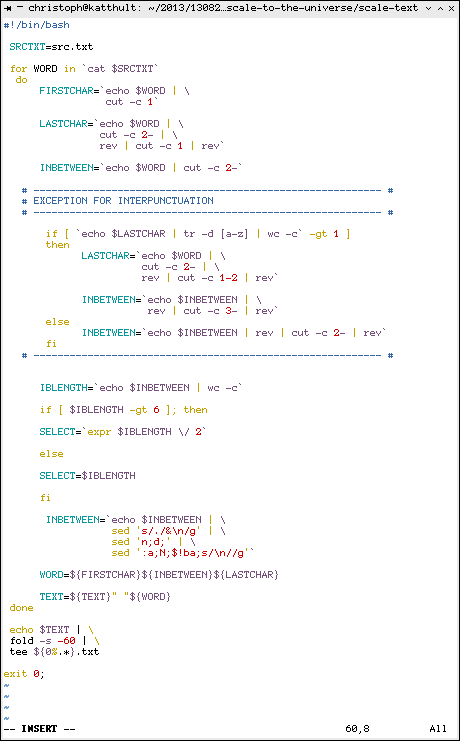 christoph@katthult: ~/2013/13082…scale-to-the-universe/scale-text
#!/bin/bash
SRCTXT=src.txt
for WORD in `cat $SRCTXT`
do
FIRSTCHAR=`echo $WORD | \
cut -c 1`
LASTCHAR=`echo $WORD | \
cut -c 2- | \
rev | cut -c 1 | rev`
INBETWEEN=`echo $WORD | cut -c 2-`
# ---------------------------------------------------------- #
# EXCEPTION FOR INTERPUNCTUATION
# ---------------------------------------------------------- #
if [ `echo $LASTCHAR | tr -d [a-z] | wc -c` -gt 1 ]
then
LASTCHAR=`echo $WORD | \
cut -c 2- | \
rev | cut -c 1-2 | rev`
INBETWEEN=`echo $INBETWEEN | \
rev | cut -c 3- | rev`
else
INBETWEEN=`echo $INBETWEEN | rev | cut -c 2- | rev`
fi
# ---------------------------------------------------------- #
IBLENGTH=`echo $INBETWEEN | wc -c`
if [ $IBLENGTH -gt 6 ]; then
SELECT=`expr $IBLENGTH \/ 2`
else
SELECT=$IBLENGTH
fi
INBETWEEN=`echo $INBETWEEN | \
sed 's/./&\n/g' | \
sed 'n;d;' | \
sed ':a;N;$!ba;s/\n//g'`
WORD=${FIRSTCHAR}${INBETWEEN}${LASTCHAR}
TEXT=${TEXT}" "${WORD}
done
echo $TEXT | \
fold -s -60 | \
tee ${0%.*}.txt
exit 0;
~
~
~
~
-- INSERT -- 60,8 All